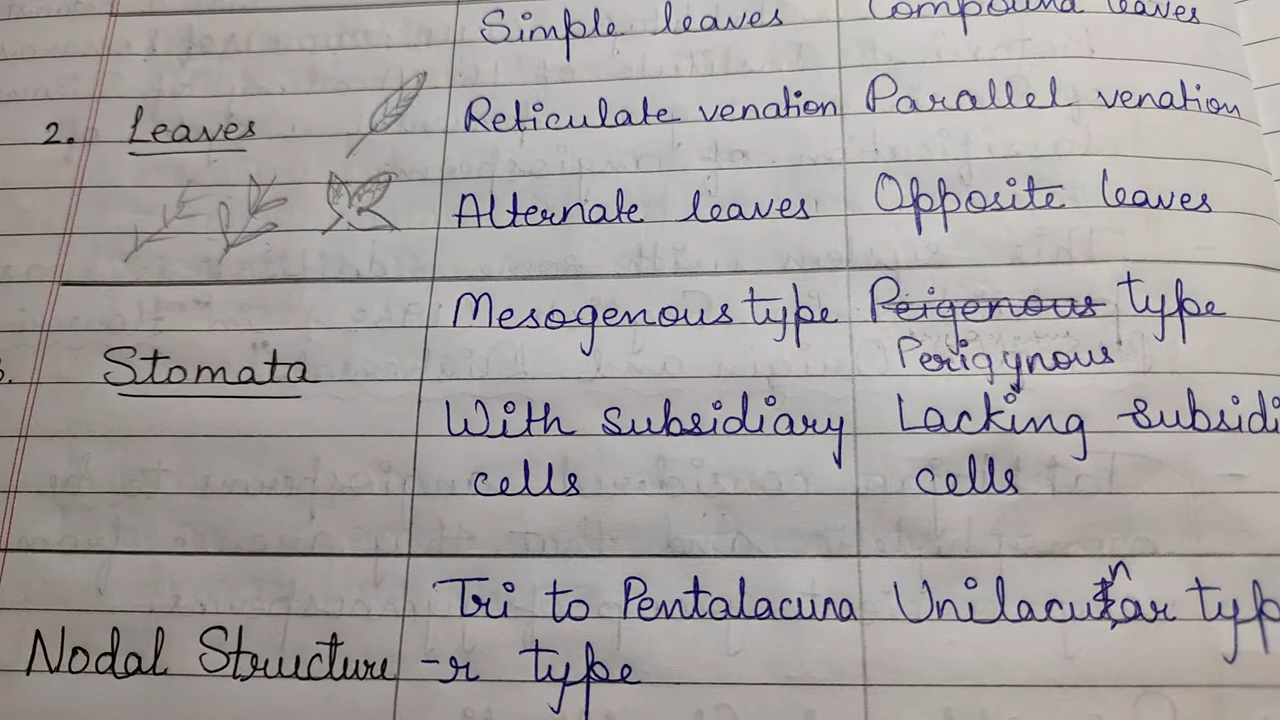 Simple leaves Compound leaves
2. Leaves Reticulate venation Parallel venation
Alternate leaves Opposite leaves
Mesogenous type Peigenous type
Stomata Perigynous
With subsidiary Lacking subsidi
cells cells
Tri to Pentalacuna Unilacunar typ
Nodal Structure -r type